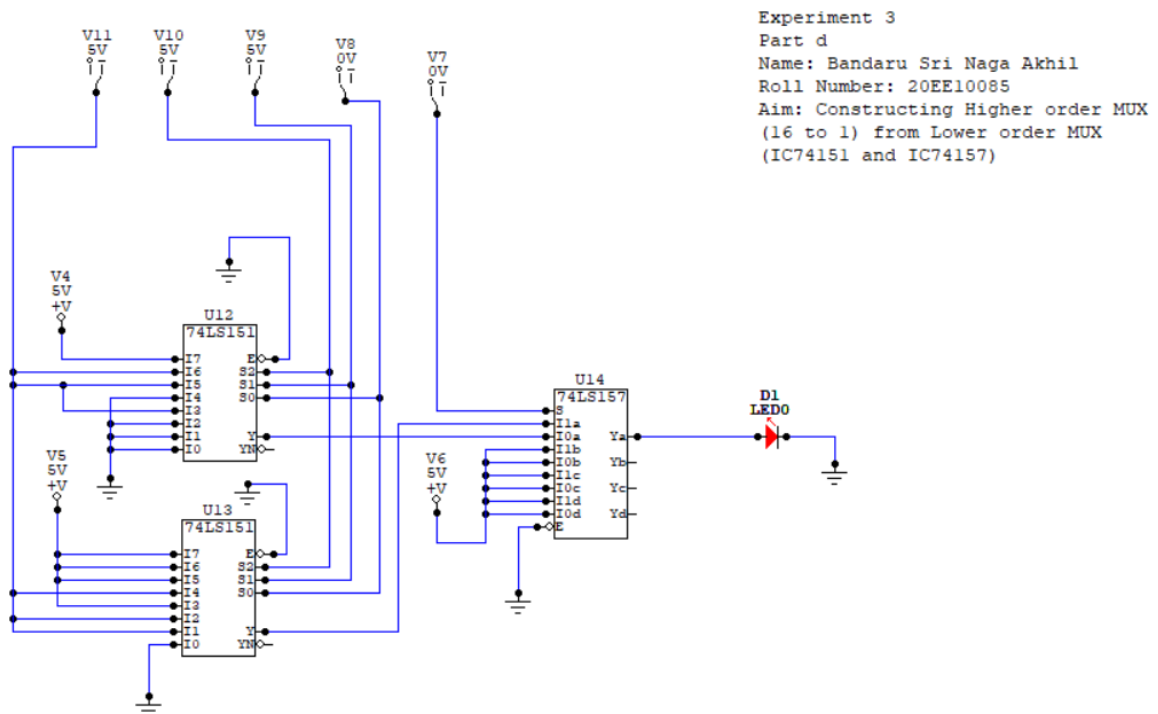 Experiment 3
Part d
Name: Bandaru Sri Naga Akhil
Roll Number: 20EE10085
Aim: Constructing Higher order MUX
(16 to 1) from Lower order MUX
(IC74151 and IC74157)
V11
5V
V10
5V
V9
5V
V8
0V
V7
0V
V4
5V
+V
U12
74LS151
I7
I6
I5
I4
I3
I2
I1
I0
E
S2
S1
S0
Y
YN
V5
5V
+V
U13
74LS151
I7
I6
I5
I4
I3
I2
I1
I0
E
S2
S1
S0
Y
YN
V6
5V
+V
U14
74LS157
S
I1a
I0a
I1b
I0b
I1c
I0c
I1d
I0d
E
Ya
Yb
Yc
Yd
D1
LED0